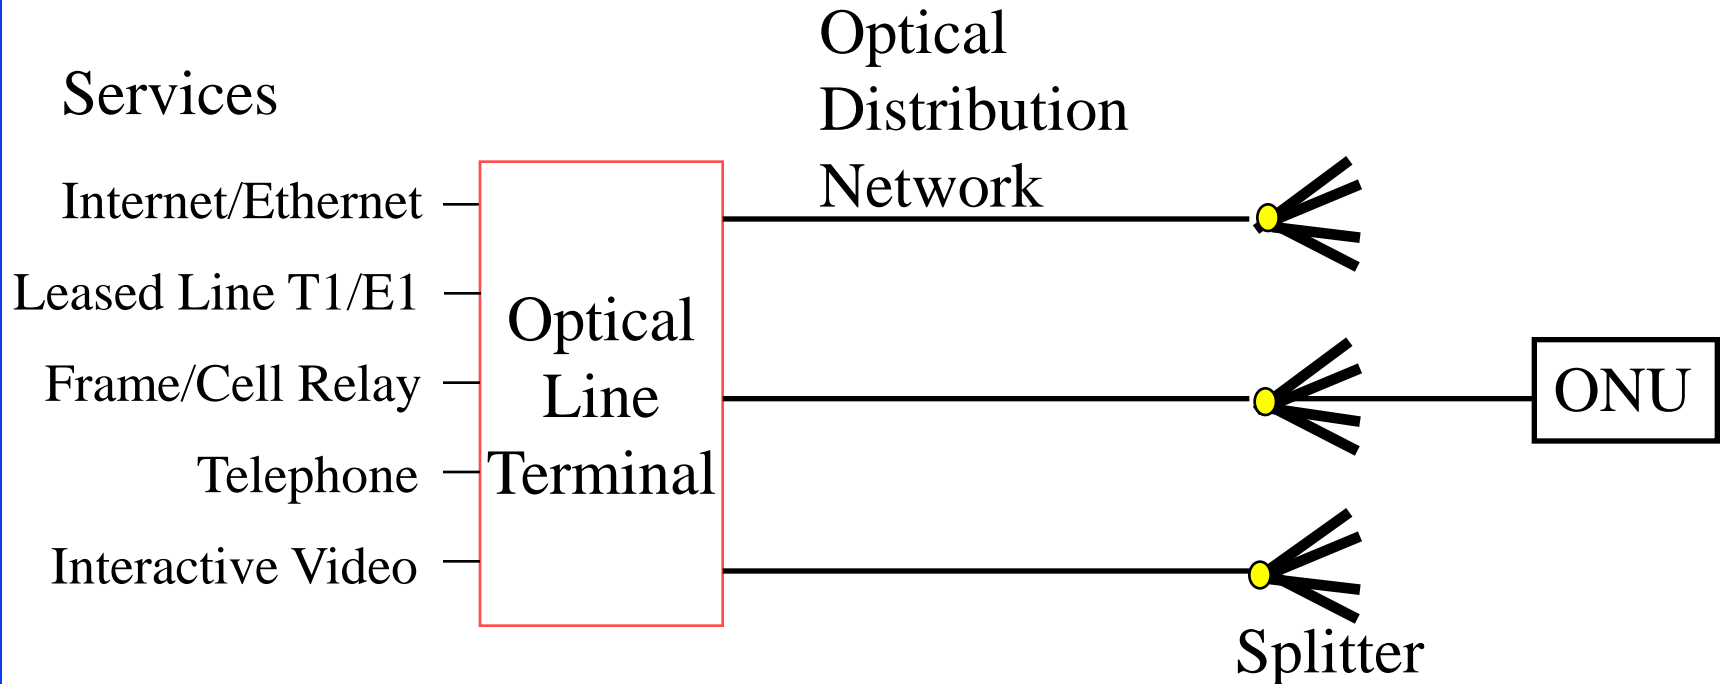 Optical
Distribution
Network
Services
Internet/Ethernet
Leased Line T1/E1
Frame/Cell Relay
Telephone
Interactive Video
Optical
Line
Terminal
ONU
Splitter